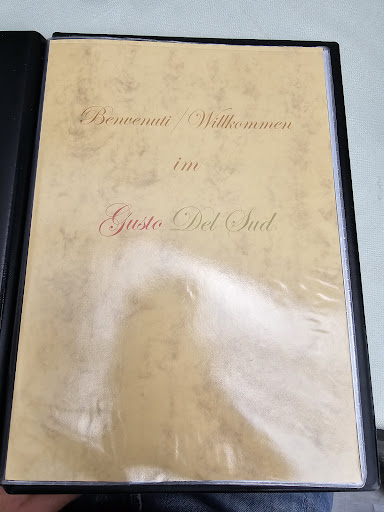 Benvenuti/Willkommen
im
Gusto Del Sud